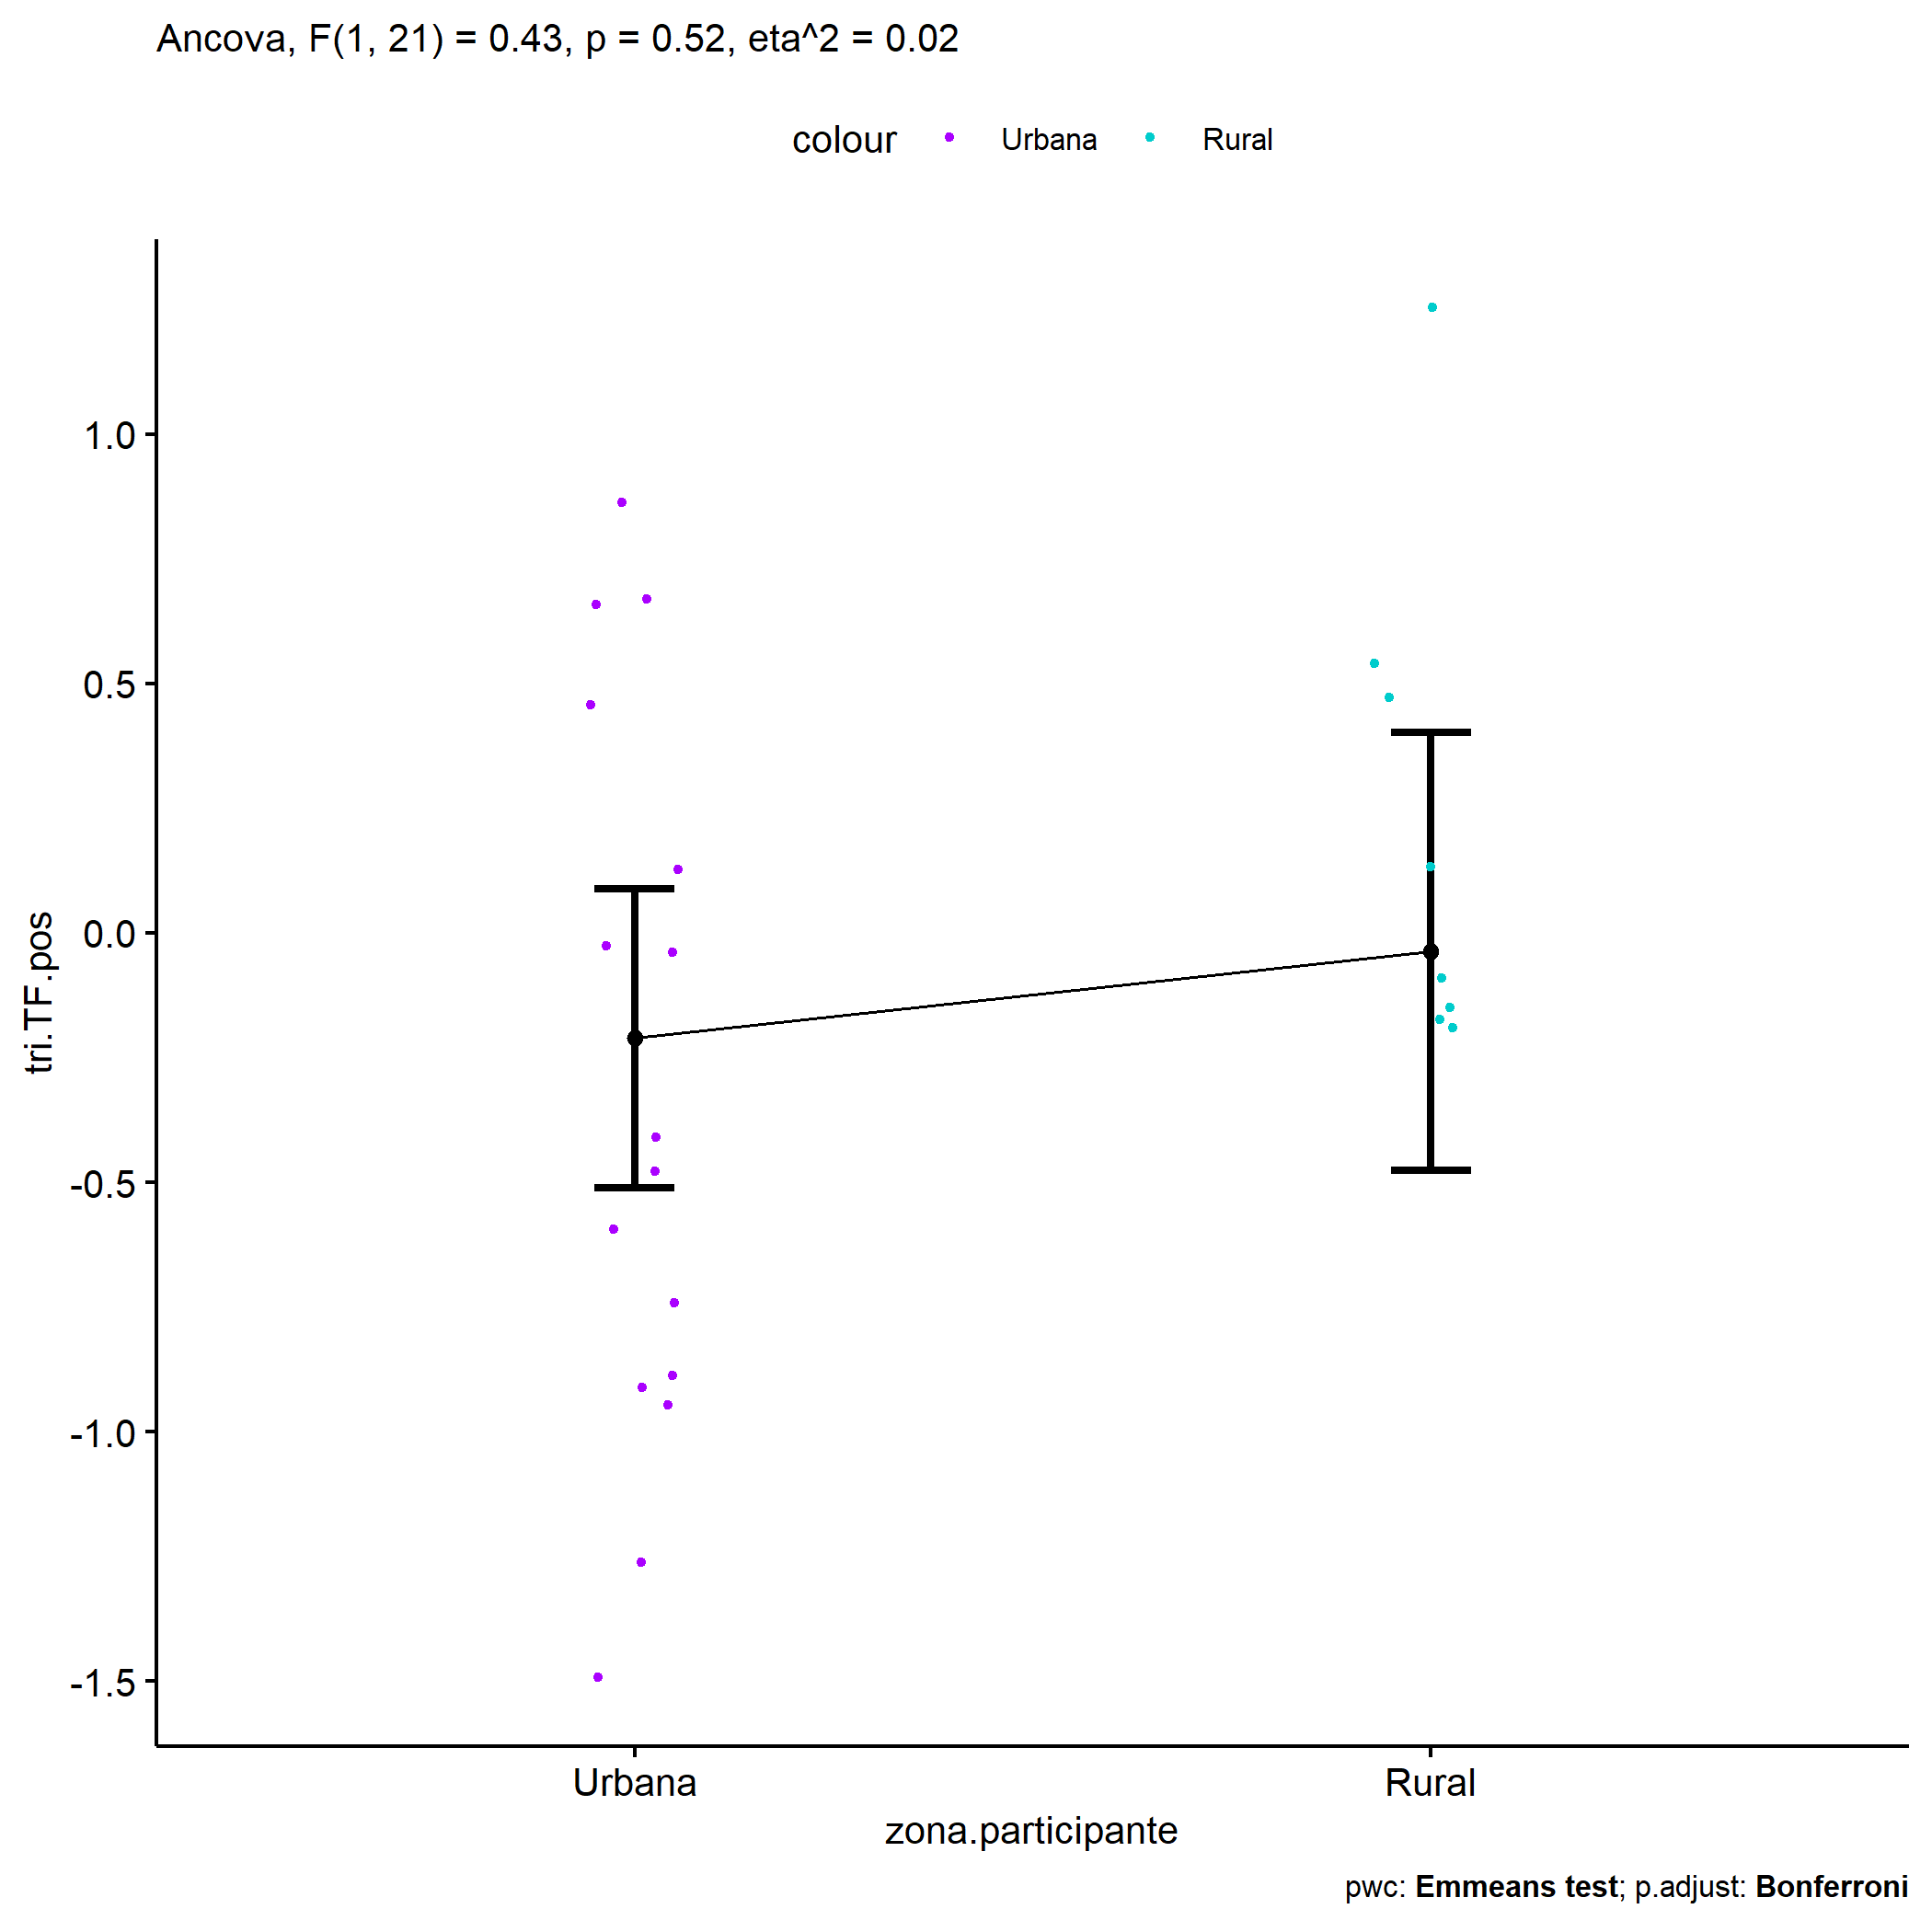 Ancova, F(1, 21) = 0.43, p = 0.52, eta^2 = 0.02
colour Urbana Rural
tri.TF.pos
1.0
0.5
0.0
-0.5
-1.0
-1.5
Urbana Rural
zona.participante
pwc: Emmeans test; p.adjust: Bonferroni